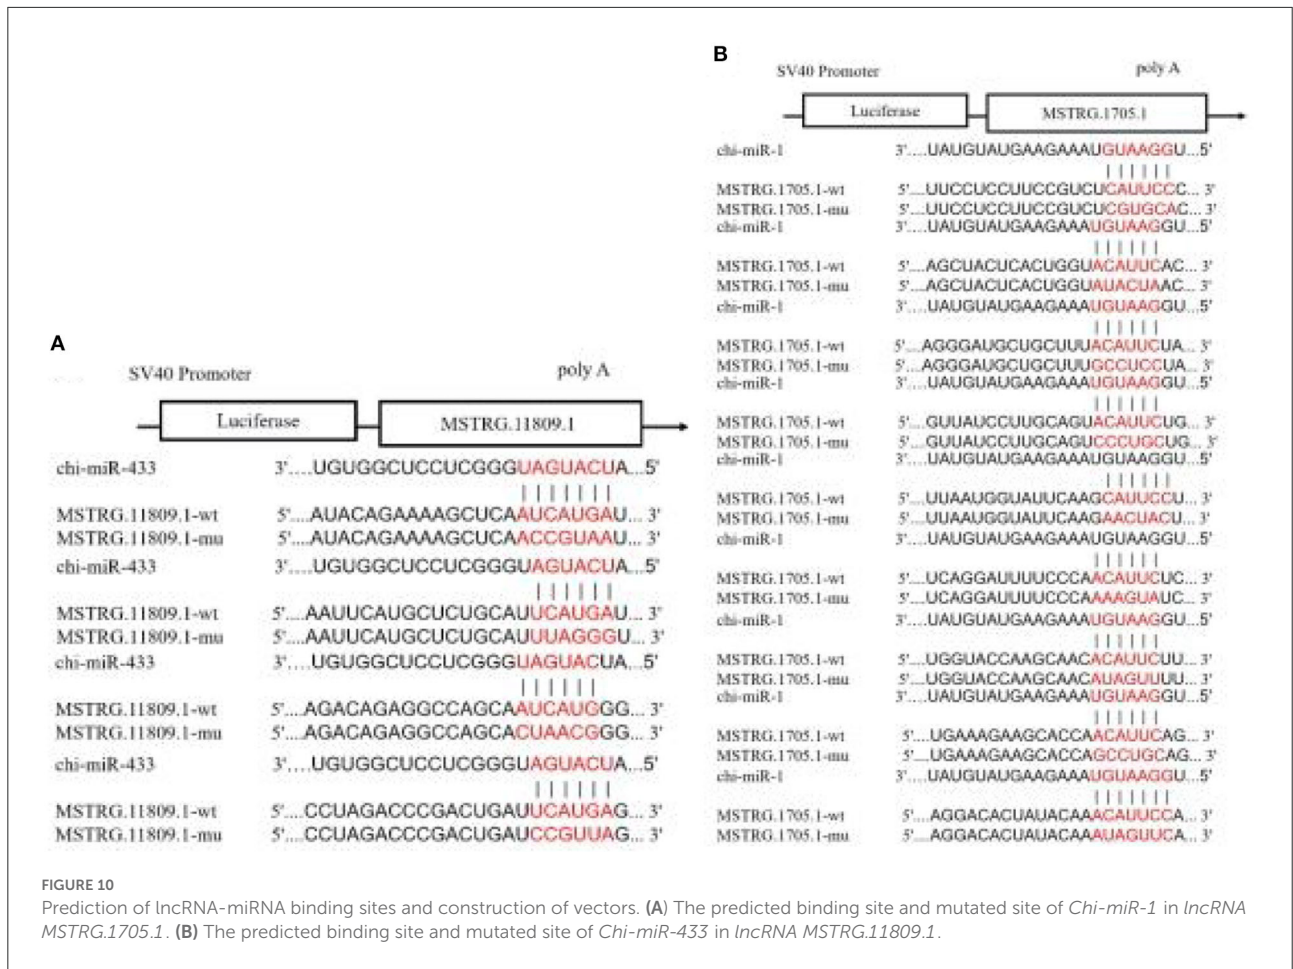 A
SV40 Promoter poly A
Luciferase MSTRG.11809.1
chi-miR-433 3'....UGUGGCUCCUCGGGUAGUACUA...5'
MSTRG.11809.1-wt 5'....AUACAGAAAAGCUCAAUCAUGAU... 3'
MSTRG.11809.1-mu 5'....AUACAGAAAAGCUCAACCGUAAU... 3'
chi-miR-433 3'....UGUGGCUCCUCGGGUAGUACUA...5'
MSTRG.11809.1-wt 5'....AAUUCAUGCUCUGCAUUCAUGAU... 3'
MSTRG.11809.1-mu 5'....AAUUCAUGCUCUGCAUUUAGGGU... 3'
chi-miR-433 3'....UGUGGCUCCUCGGGUAGUACUA...5'
MSTRG.11809.1-wt 5'....AGACAGAGGCCAGCAAUCAUGGG... 3'
MSTRG.11809.1-mu 5'....AGACAGAGGCCAGCACUAACGGG... 3'
chi-miR-433 3'....UGUGGCUCCUCGGGUAGUACUA...5'
MSTRG.11809.1-wt 5'....CCUAGACCCGACUGAUUCAUGAG... 3'
MSTRG.11809.1-mu 5'....CCUAGACCCGACUGAUCCGUUAG... 3'
B
SV40 Promoter poly A
Luciferase MSTRG.1705.1
chi-miR-1 3'....UAUGUAUGAAGAAAUGUAAGGU...5'
MSTRG.1705.1-wt 5'....UUCCUCCUUCCGUCUCAUUCCC... 3'
MSTRG.1705.1-mu 5'....UUCCUCCUUCCGUCUCGUGCAC... 3'
chi-miR-1 3'....UAUGUAUGAAGAAAUGUAAGGU...5'
MSTRG.1705.1-wt 5'....AGCUACUCACUGGUACAUUCAC... 3'
MSTRG.1705.1-mu 5'....AGCUACUCACUGGUAUACUAAC... 3'
chi-miR-1 3'....UAUGUAUGAAGAAAUGUAAGGU...5'
MSTRG.1705.1-wt 5'....AGGGAUGCUGCUUUACAUUCUA... 3'
MSTRG.1705.1-mu 5'....AGGGAUGCUGCUUUGCCUCCUA... 3'
chi-miR-1 3'....UAUGUAUGAAGAAAUGUAAGGU...5'
MSTRG.1705.1-wt 5'....GUUAUCCUUGCAGUACAUUCUG... 3'
MSTRG.1705.1-mu 5'....GUUAUCCUUGCAGUCCCUGCUG... 3'
chi-miR-1 3'....UAUGUAUGAAGAAAUGUAAGGU...5'
MSTRG.1705.1-wt 5'....UUAAUGGUAUUCAAGCAUUCCU... 3'
MSTRG.1705.1-mu 5'....UUAAUGGUAUUCAAGAACUACU... 3'
chi-miR-1 3'....UAUGUAUGAAGAAAUGUAAGGU...5'
MSTRG.1705.1-wt 5'....UCAGGAUUUUCCCAACAUUCUC... 3'
MSTRG.1705.1-mu 5'....UCAGGAUUUUCCCAAAAGUAUC... 3'
chi-miR-1 3'....UAUGUAUGAAGAAAUGUAAGGU...5'
MSTRG.1705.1-wt 5'....UGGUACCAAGCAACACAUUCUU... 3'
MSTRG.1705.1-mu 5'....UGGUACCAAGCAACAUAGUUUU... 3'
chi-miR-1 3'....UAUGUAUGAAGAAAUGUAAGGU...5'
MSTRG.1705.1-wt 5'....UGAAAGAAGCACCAACAUUCAG... 3'
MSTRG.1705.1-mu 5'....UGAAAGAAGCACCAGCCUGCAG... 3'
chi-miR-1 3'....UAUGUAUGAAGAAAUGUAAGGU...5'
MSTRG.1705.1-wt 5'....AGGACACUAUACAAACAUUCCA... 3'
MSTRG.1705.1-mu 5'....AGGACACUAUACAAAUAGUUCA... 3'
FIGURE 10
Prediction of lncRNA-miRNA binding sites and construction of vectors. (A) The predicted binding site and mutated site of Chi-miR-1 in lncRNA
MSTRG.1705.1. (B) The predicted binding site and mutated site of Chi-miR-433 in lncRNA MSTRG.11809.1.